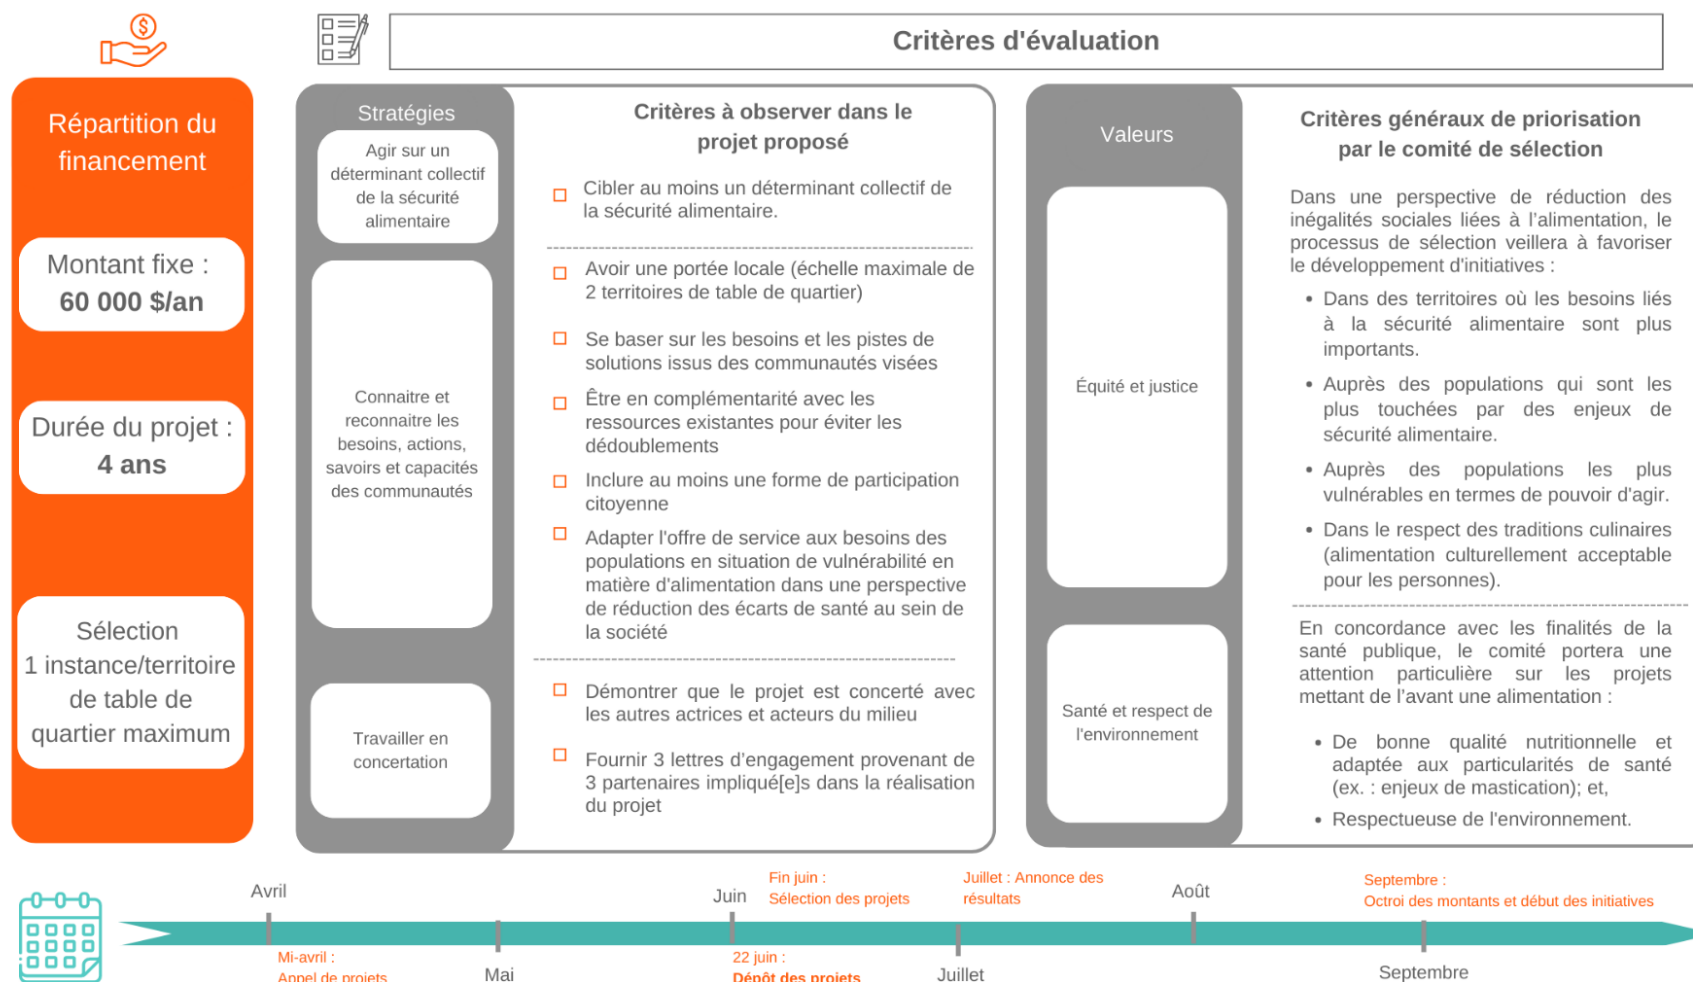 Critères d'évaluation
Répartition du
financement
Montant fixe :
60 000 $/an
Durée du projet :
4 ans
Sélection
1 instance/territoire
de table de
quartier maximum
Stratégies
Agir sur un
déterminant collectif
de la sécurité
alimentaire
Connaitre et
reconnaitre les
besoins, actions,
savoirs et capacités
des communautés
Travailler en
concertation
Critères à observer dans le
projet proposé
Cibler au moins un déterminant collectif de
la sécurité alimentaire.
Avoir une portée locale (échelle maximale de
2 territoires de table de quartier)
Se baser sur les besoins et les pistes de
solutions issus des communautés visées
Être en complémentarité avec les
ressources existantes pour éviter les
dédoublements
Inclure au moins une forme de participation
citoyenne
Adapter l'offre de service aux besoins des
populations en situation de vulnérabilité en
matière d'alimentation dans une perspective
de réduction des écarts de santé au sein de
la société
Démontrer que le projet est concerté avec
les autres actrices et acteurs du milieu
Fournir 3 lettres d’engagement provenant de
3 partenaires impliqué[e]s dans la réalisation
du projet
Valeurs
Équité et justice
Santé et respect de
l'environnement
Critères généraux de priorisation
par le comité de sélection
Dans une perspective de réduction des
inégalités sociales liées à l’alimentation, le
processus de sélection veillera à favoriser
le développement d'initiatives :
• Dans des territoires où les besoins liés
à la sécurité alimentaire sont plus
importants.
• Auprès des populations qui sont les
plus touchées par des enjeux de
sécurité alimentaire.
• Auprès des populations les plus
vulnérables en termes de pouvoir d'agir.
• Dans le respect des traditions culinaires
(alimentation culturellement acceptable
pour les personnes).
En concordance avec les finalités de la
santé publique, le comité portera une
attention particulière sur les projets
mettant de l’avant une alimentation :
• De bonne qualité nutritionnelle et
adaptée aux particularités de santé
(ex. : enjeux de mastication); et,
• Respectueuse de l'environnement.
Avril
Mi-avril :
Appel de projets
Mai
Juin
22 juin :
Dépôt des projets
Fin juin :
Sélection des projets
Juillet : Annonce des
résultats
Juillet
Août
Septembre :
Octroi des montants et début des initiatives
Septembre